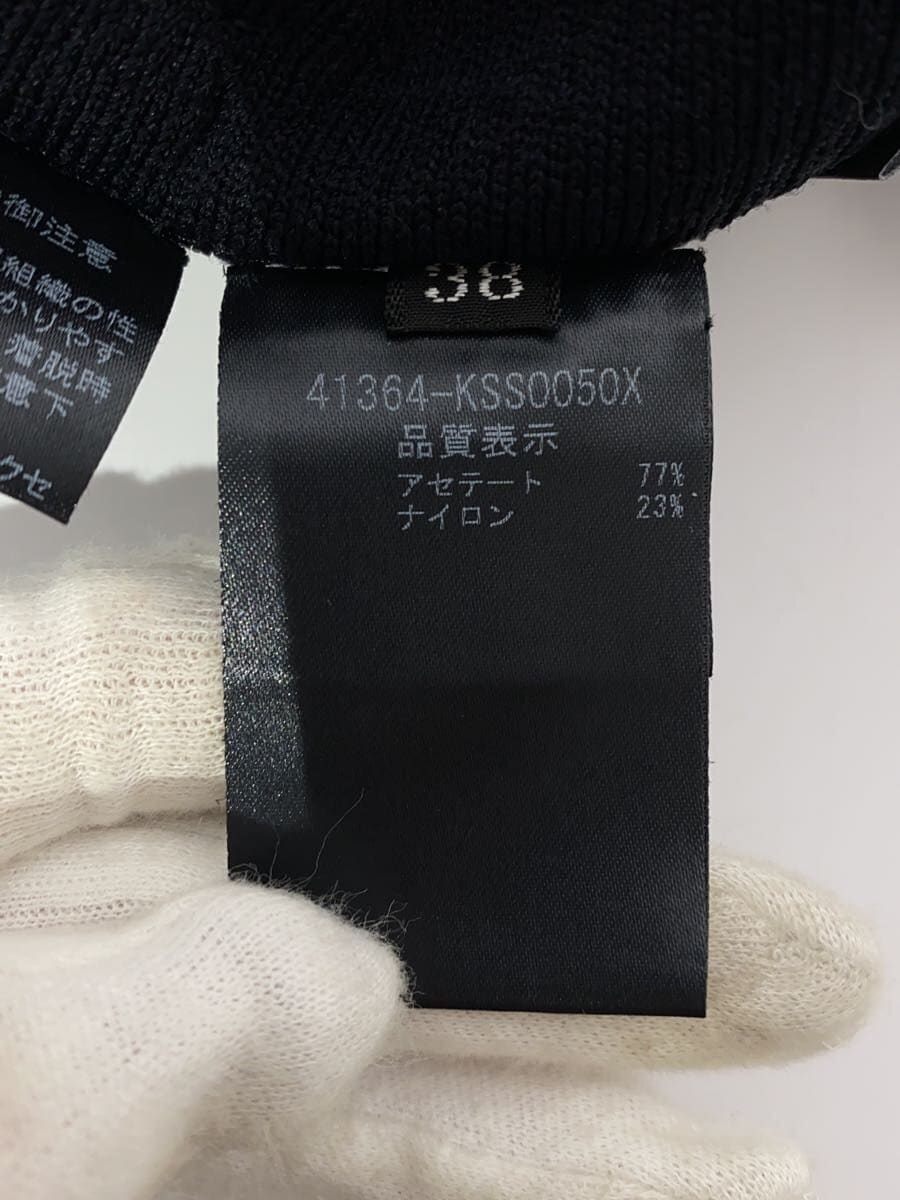 御注意
組織の性
かりやす
着脱時
意下
クセ
38
41364-KSS0050X
品質表示
アセテート 77%
ナイロン 23%